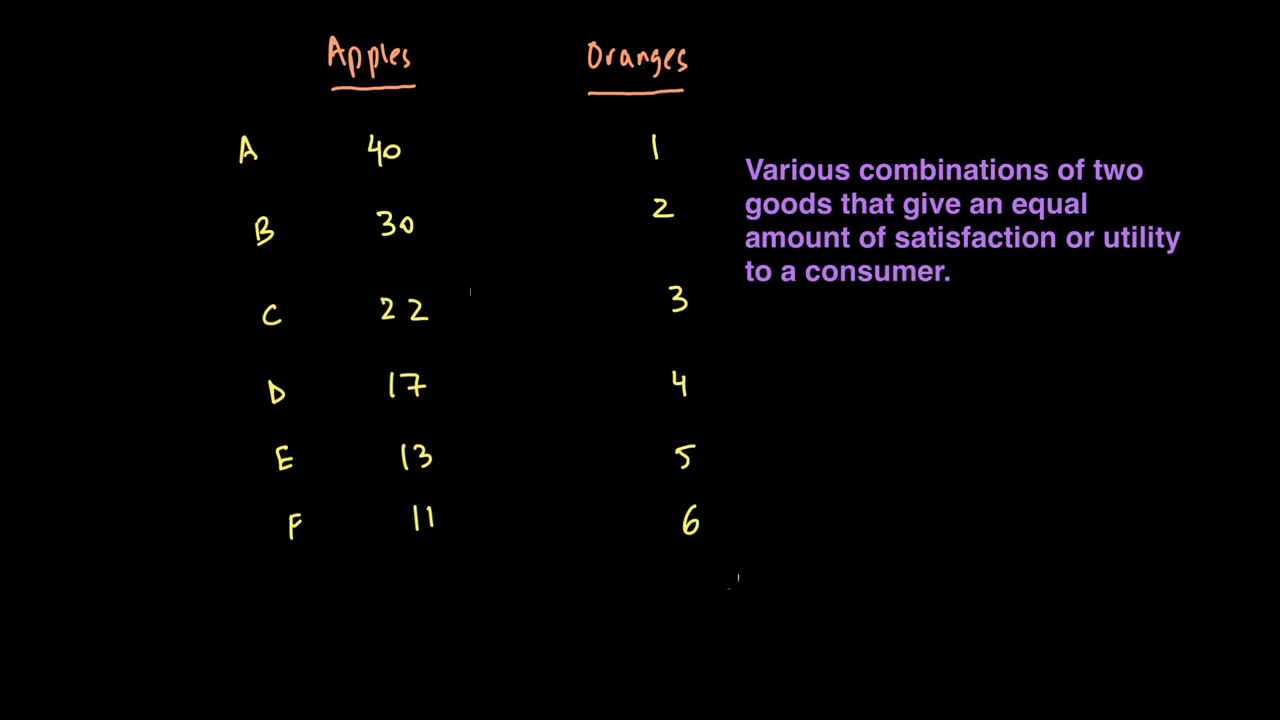 Apples Oranges
A 40 1
B 30 2
C 22 3
D 17 4
E 13 5
F 11 6
Various combinations of two
goods that give an equal
amount of satisfaction or utility
to a consumer.